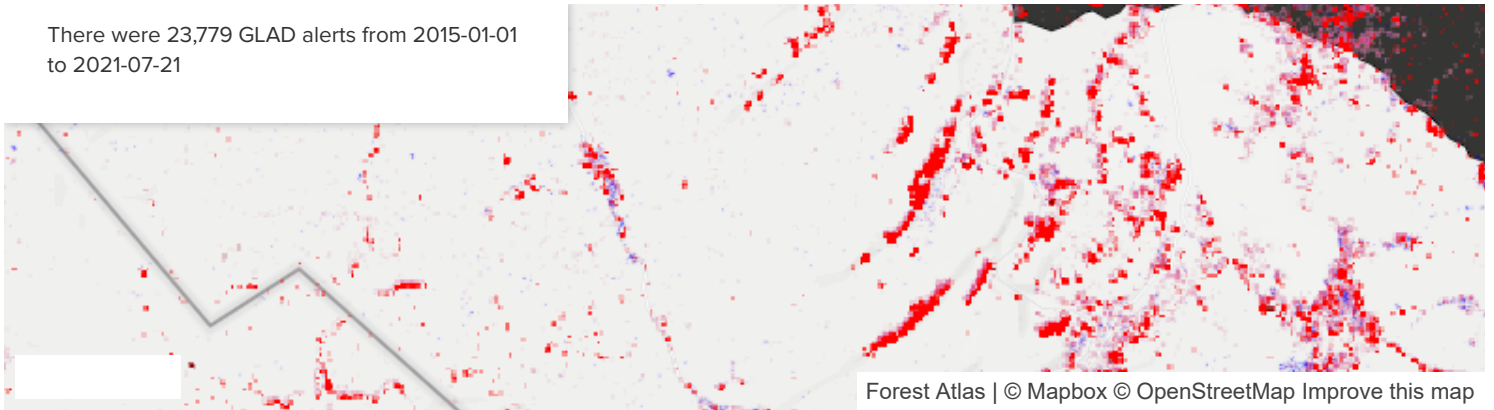 There were 23,779 GLAD alerts from 2015-01-01
to 2021-07-21
Forest Atlas | © Mapbox © OpenStreetMap Improve this map